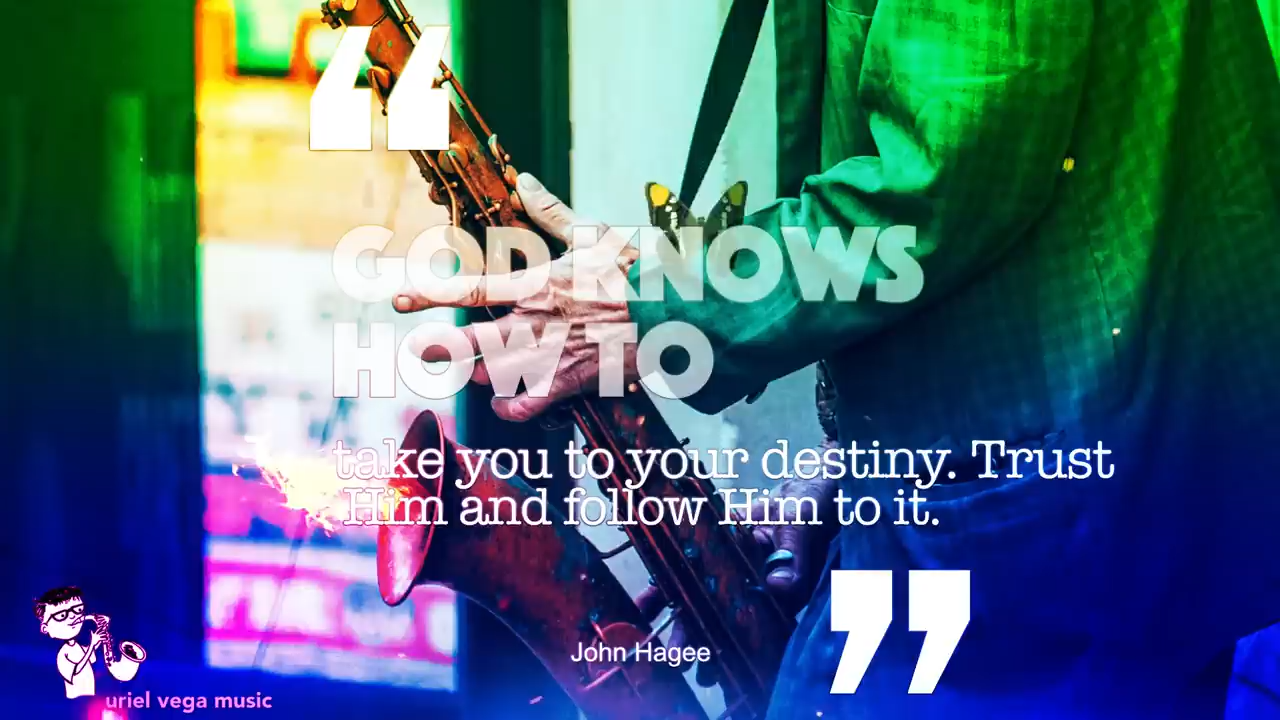 “
GOD KNOWS
HOW TO
take you to your destiny. Trust
Him and follow Him to it.
”
John Hagee
uriel vega music